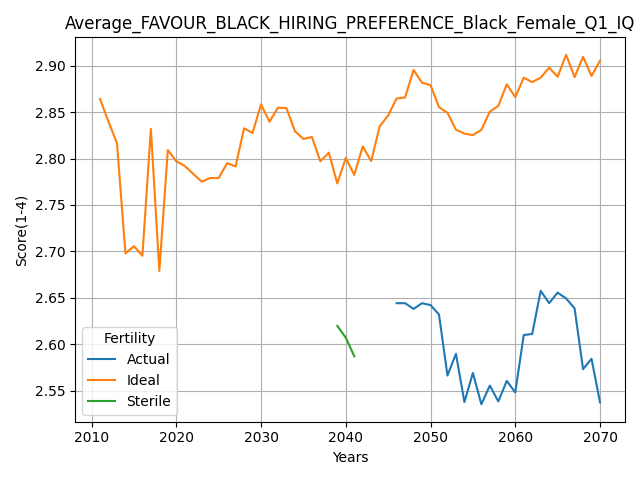 Average_FAVOUR_BLACK_HIRING_PREFERENCE_Black_Female_Q1_IQ
Score(1-4)
2.90
2.85
2.80
2.75
2.70
2.65
2.60
2.55
Fertility
Actual
Ideal
Sterile
2010 2020 2030 2040 2050 2060 2070
Years